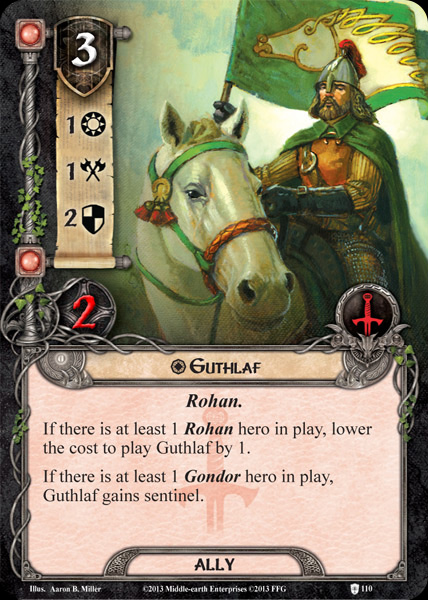 3
1
1
2
2
GUTHLAF
Rohan.
If there is at least 1 Rohan hero in play, lower
the cost to play Guthlaf by 1.
If there is at least 1 Gondor hero in play,
Guthlaf gains sentinel.
ALLY
Illus. Aaron B. Miller ©2013 Middle-earth Enterprises ©2013 FFG 110